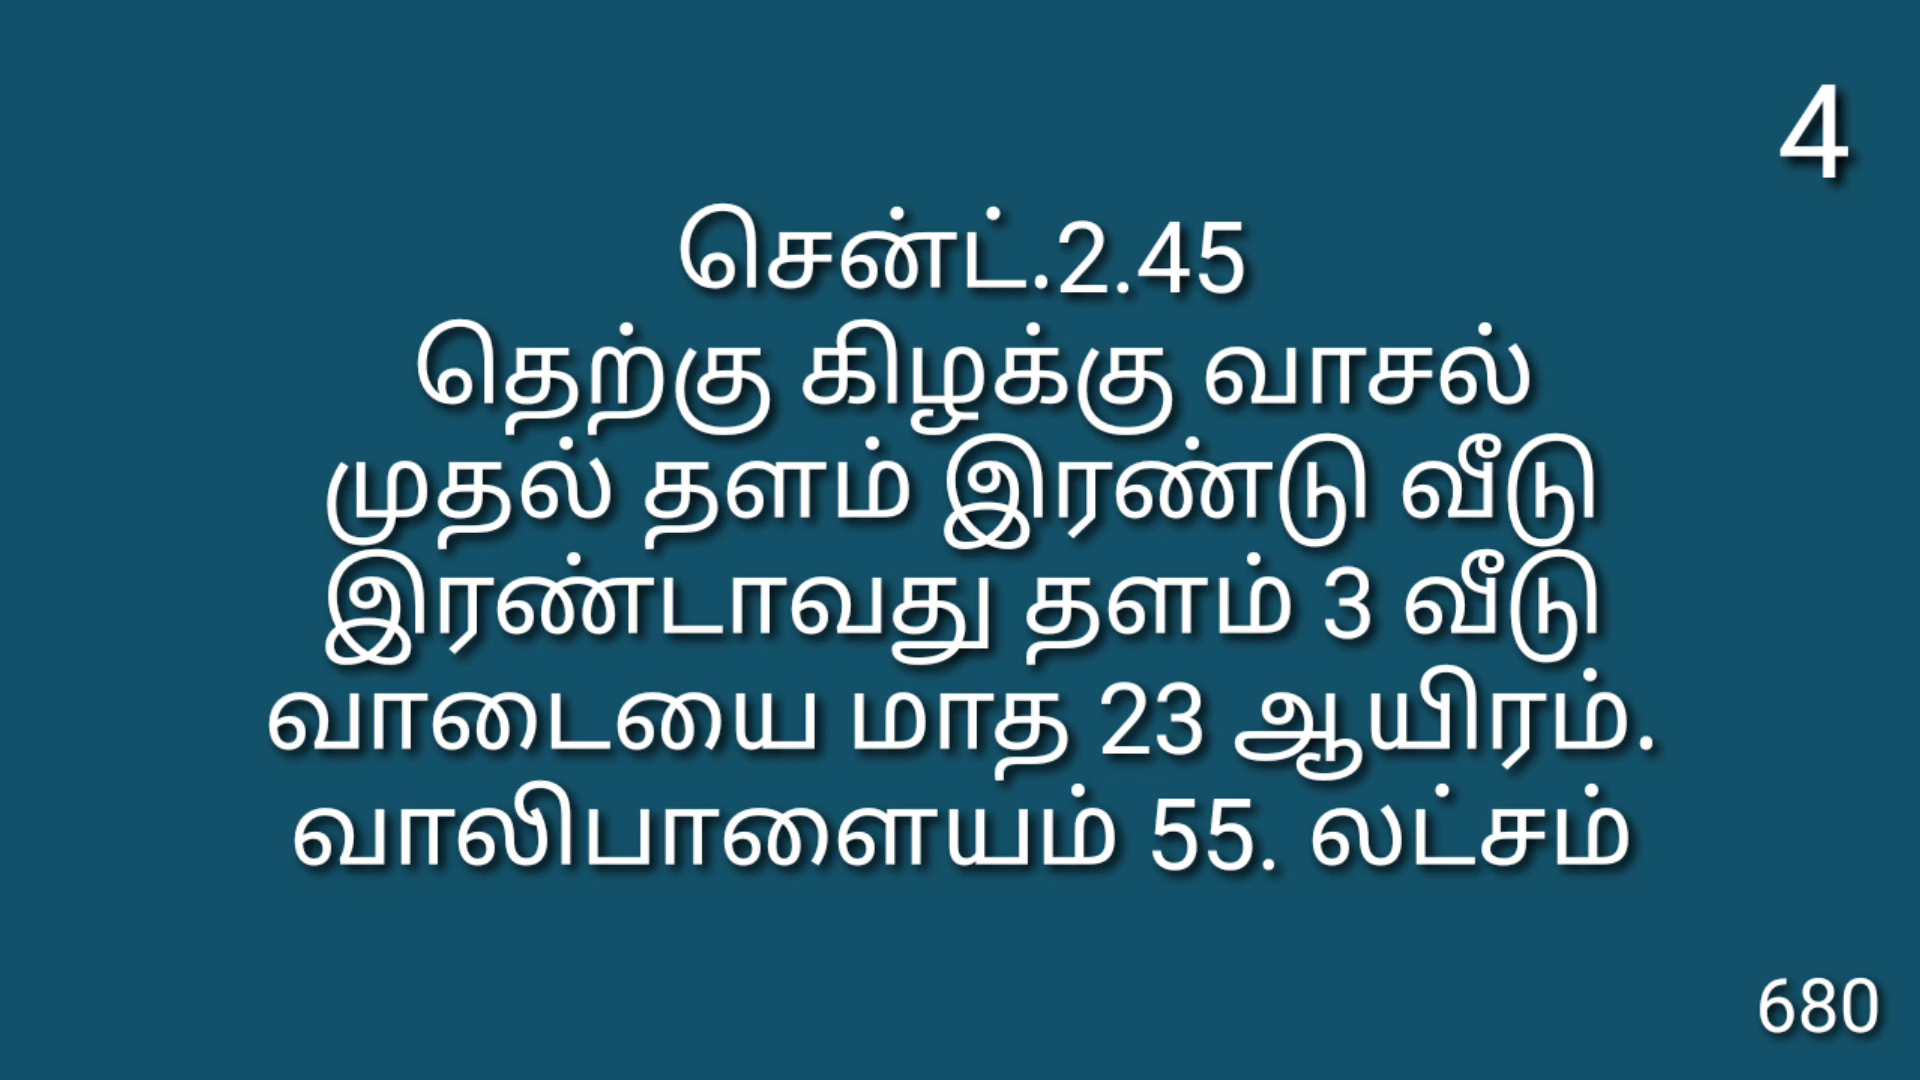 4
சென்ட்.2.45
தெற்கு கிழக்கு வாசல்
முதல் தளம் இரண்டு வீடு
இரண்டாவது தளம் 3 வீடு
வாடையை மாத 23 ஆயிரம்.
வாலிபாளையம் 55. லட்சம்
680